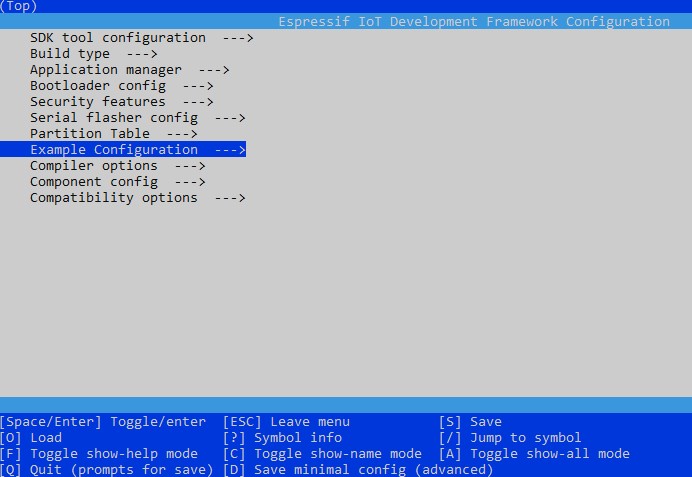 (Top)
Espressif IoT Development Framework Configuration
SDK tool configuration  --->
Build type  --->
Application manager  --->
Bootloader config  --->
Security features  --->
Serial flasher config  --->
Partition Table  --->
Example Configuration  --->
Compiler options  --->
Component config  --->
Compatibility options  --->
[Space/Enter] Toggle/enter  [ESC] Leave menu  [S] Save
[O] Load  [?] Symbol info  [/] Jump to symbol
[F] Toggle show-help mode  [C] Toggle show-name mode  [A] Toggle show-all mode
[Q] Quit (prompts for save)  [D] Save minimal config (advanced)